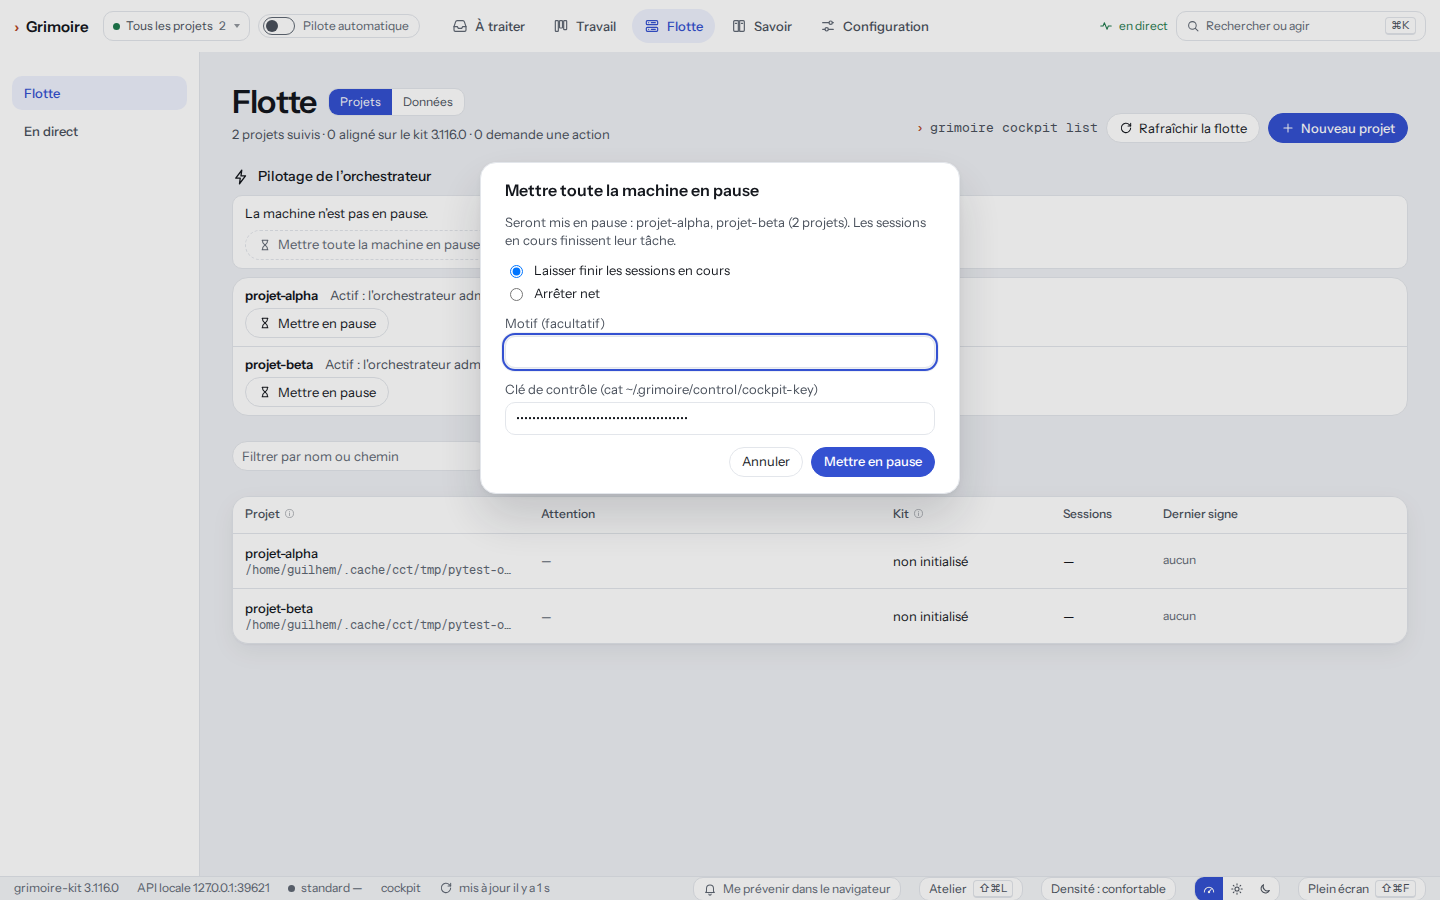 › Grimoire
Tous les projets 2
Pilote automatique
À traiter
Travail
Flotte
Savoir
Configuration
en direct
Rechercher ou agir
⌘K
Flotte
En direct
Flotte
Projets
Données
2 projets suivis · 0 aligné sur le kit 3.116.0 · 0 demande une action
› grimoire cockpit list
Rafraîchir la flotte
Nouveau projet
Pilotage de l'orchestrateur
La machine n'est pas en pause.
Mettre toute la machine en pause
projet-alpha Actif : l'orchestrateur adm
Mettre en pause
projet-beta Actif : l'orchestrateur adm
Mettre en pause
Mettre toute la machine en pause
Seront mis en pause : projet-alpha, projet-beta (2 projets). Les sessions
en cours finissent leur tâche.
Laisser finir les sessions en cours
Arrêter net
Motif (facultatif)
Clé de contrôle (cat ~/.grimoire/control/cockpit-key)
Annuler
Mettre en pause
Filtrer par nom ou chemin
Projet
Attention
Kit
Sessions
Dernier signe
projet-alpha
/home/guilhem/.cache/cct/tmp/pytest-o…
—
non initialisé
—
aucun
projet-beta
/home/guilhem/.cache/cct/tmp/pytest-o…
—
non initialisé
—
aucun
grimoire-kit 3.116.0
API locale 127.0.0.1:39621
standard —
cockpit
mis à jour il y a 1 s
Me prévenir dans le navigateur
Atelier ⇧⌘L
Densité : confortable
Plein écran ⇧⌘F